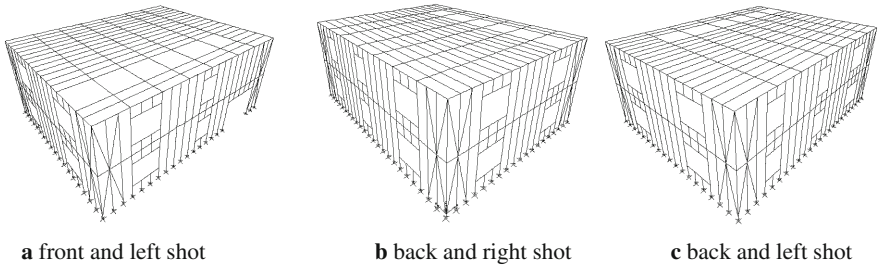 a front and left shot
b back and right shot
c back and left shot